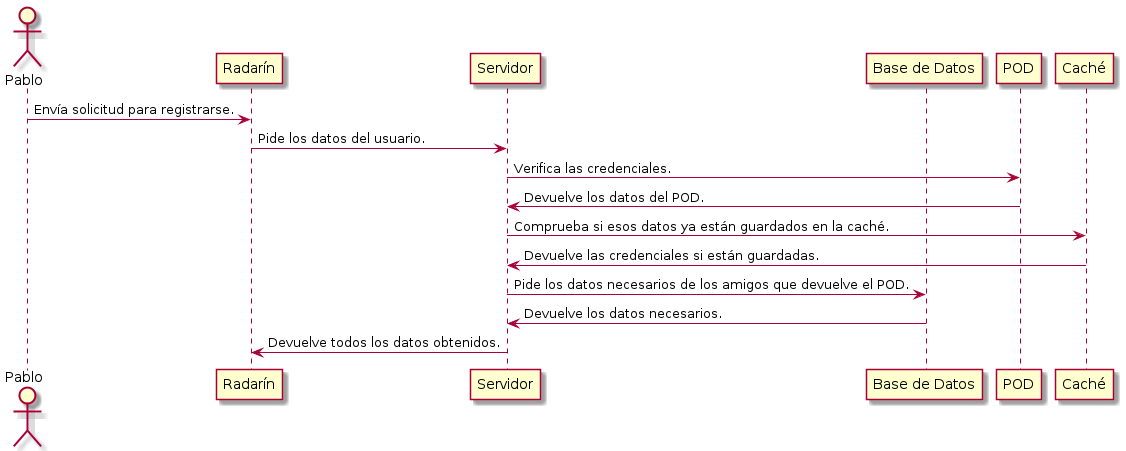 Pablo
Radarín
Servidor
Base de Datos
POD
Caché
Envía solicitud para registrarse.
Pide los datos del usuario.
Verifica las credenciales.
Devuelve los datos del POD.
Comprueba si esos datos ya están guardados en la caché.
Devuelve las credenciales si están guardadas.
Pide los datos necesarios de los amigos que devuelve el POD.
Devuelve los datos necesarios.
Devuelve todos los datos obtenidos.
Pablo
Radarín
Servidor
Base de Datos
POD
Caché